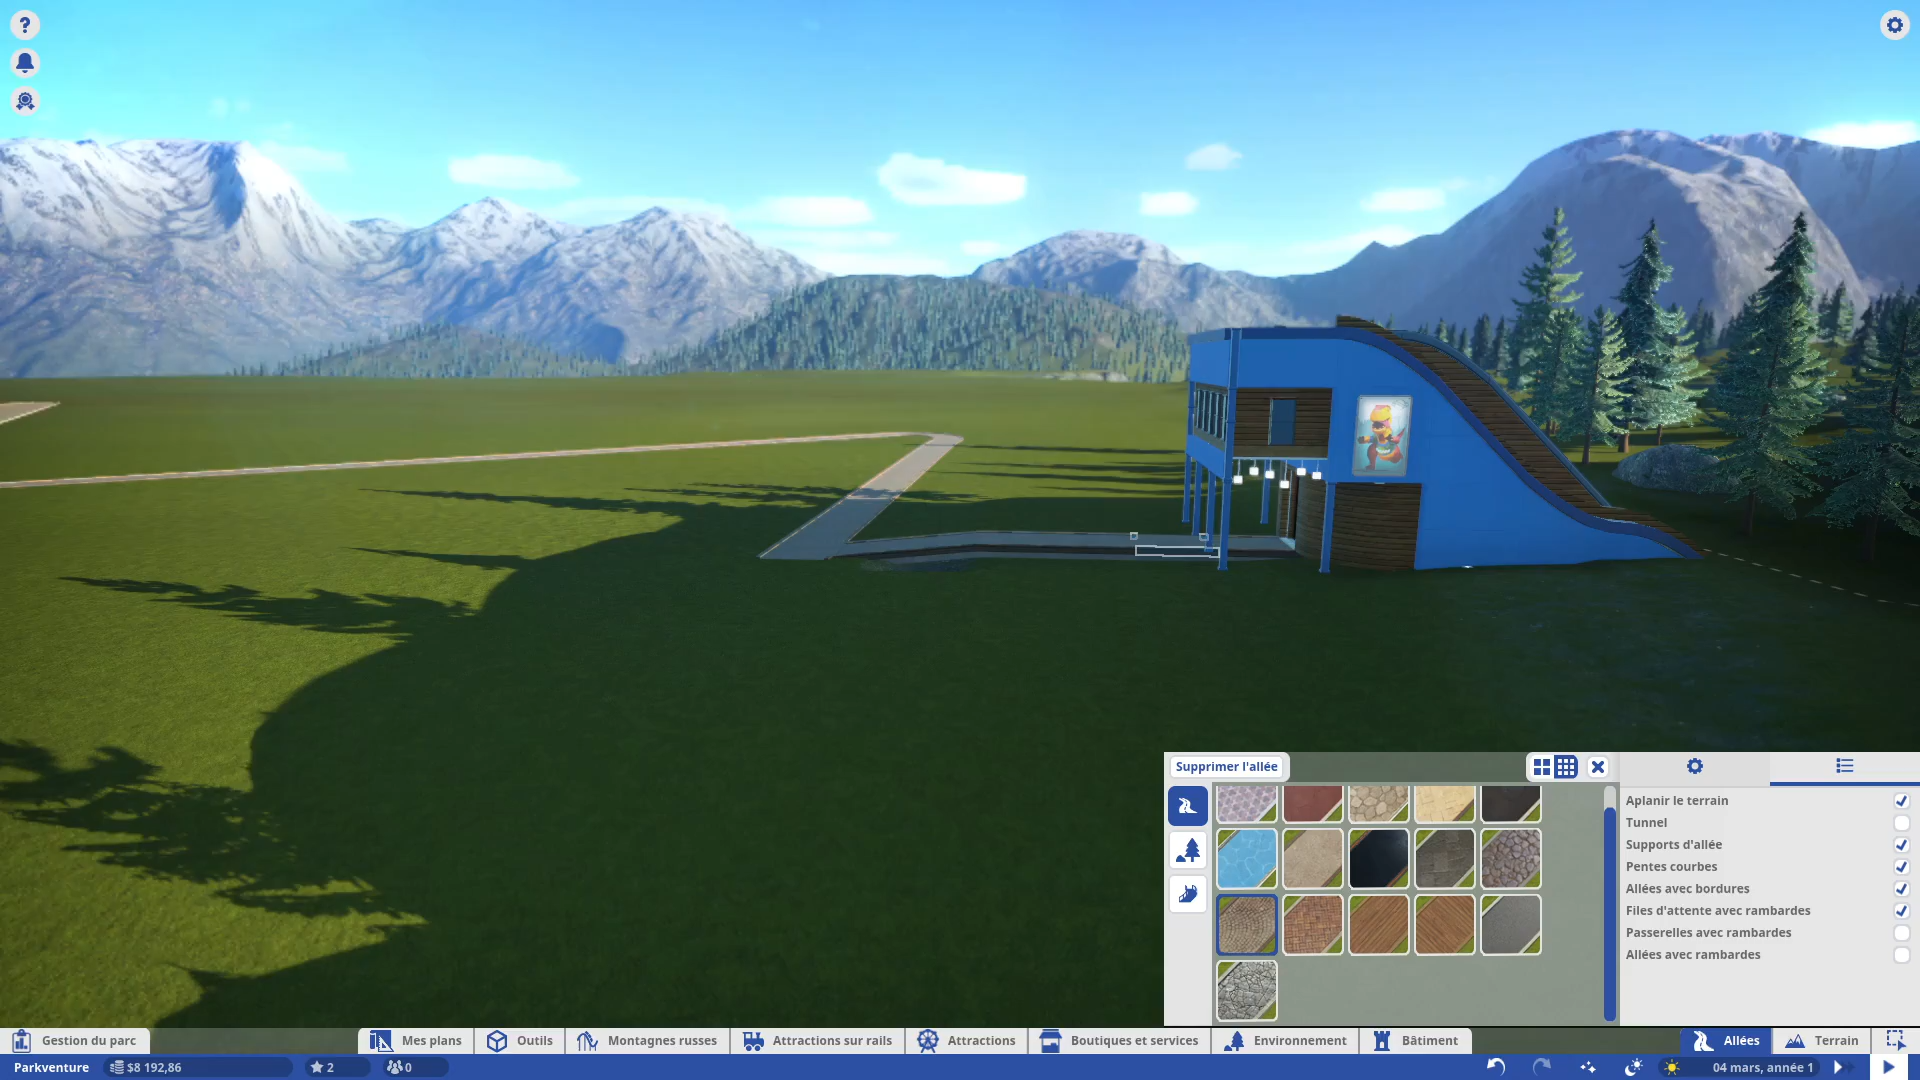 ?
Supprimer l'allée
Aplanir le terrain
Tunnel
Supports d'allée
Pentes courbes
Allées avec bordures
Files d'attente avec rambardes
Passerelles avec rambardes
Allées avec rambardes
Gestion du parc
Mes plans
Outils
Montagnes russes
Attractions sur rails
Attractions
Boutiques et services
Environnement
Bâtiment
Allées
Terrain
Parkventure
$8 192,86
2
0
04 mars, année 1